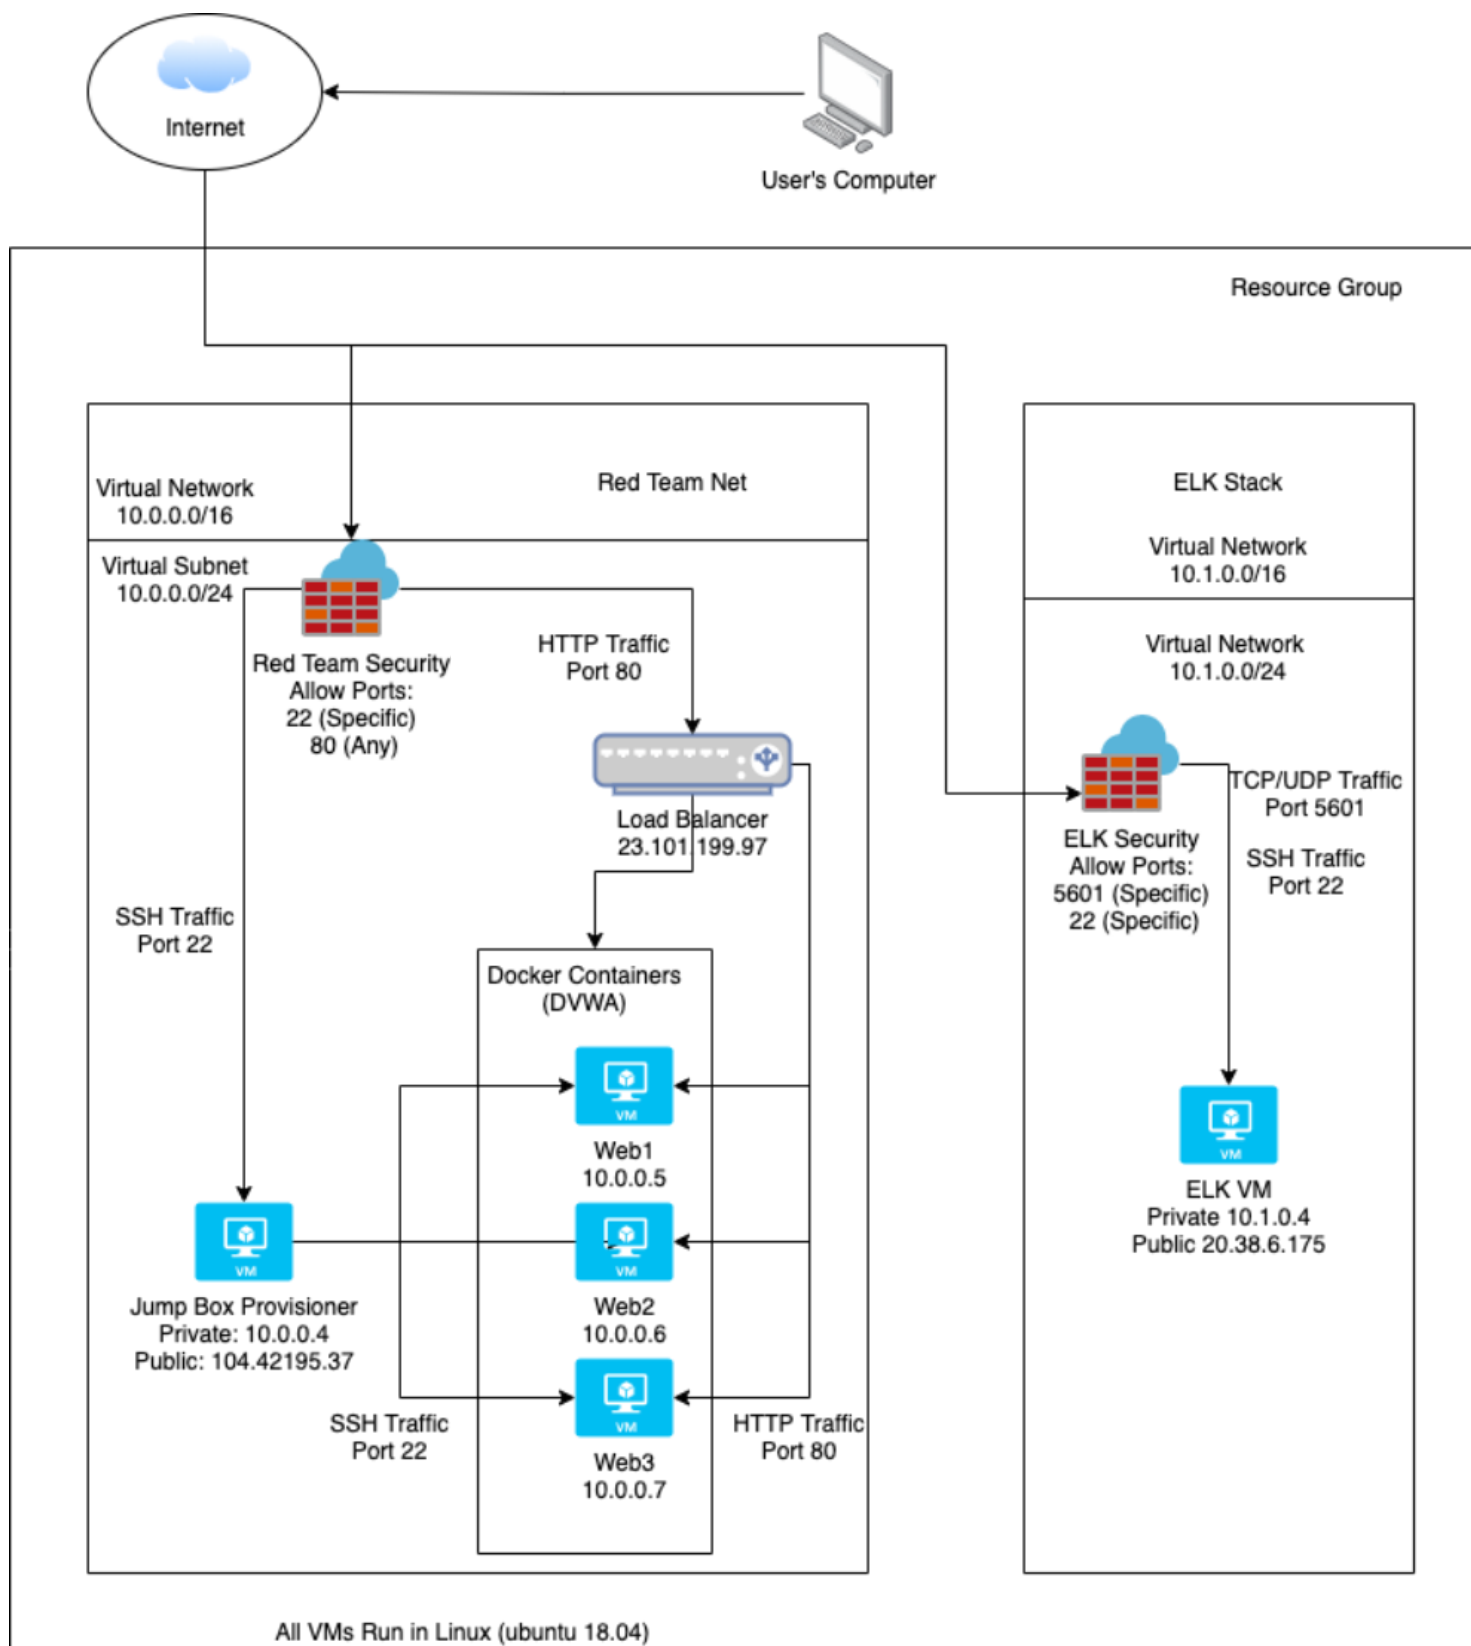 Internet
User's Computer
Resource Group
Virtual Network
10.0.0.0/16
Red Team Net
Virtual Subnet
10.0.0.0/24
Red Team Security
Allow Ports:
22 (Specific)
80 (Any)
HTTP Traffic
Port 80
Load Balancer
23.101.199.97
SSH Traffic
Port 22
Docker Containers
(DVWA)
VM
Web1
10.0.0.5
VM
Jump Box Provisioner
Private: 10.0.0.4
Public: 104.42195.37
VM
Web2
10.0.0.6
VM
Web3
10.0.0.7
SSH Traffic
Port 22
HTTP Traffic
Port 80
ELK Stack
Virtual Network
10.1.0.0/16
Virtual Network
10.1.0.0/24
ELK Security
Allow Ports:
5601 (Specific)
22 (Specific)
TCP/UDP Traffic
Port 5601
SSH Traffic
Port 22
VM
ELK VM
Private 10.1.0.4
Public 20.38.6.175
All VMs Run in Linux (ubuntu 18.04)